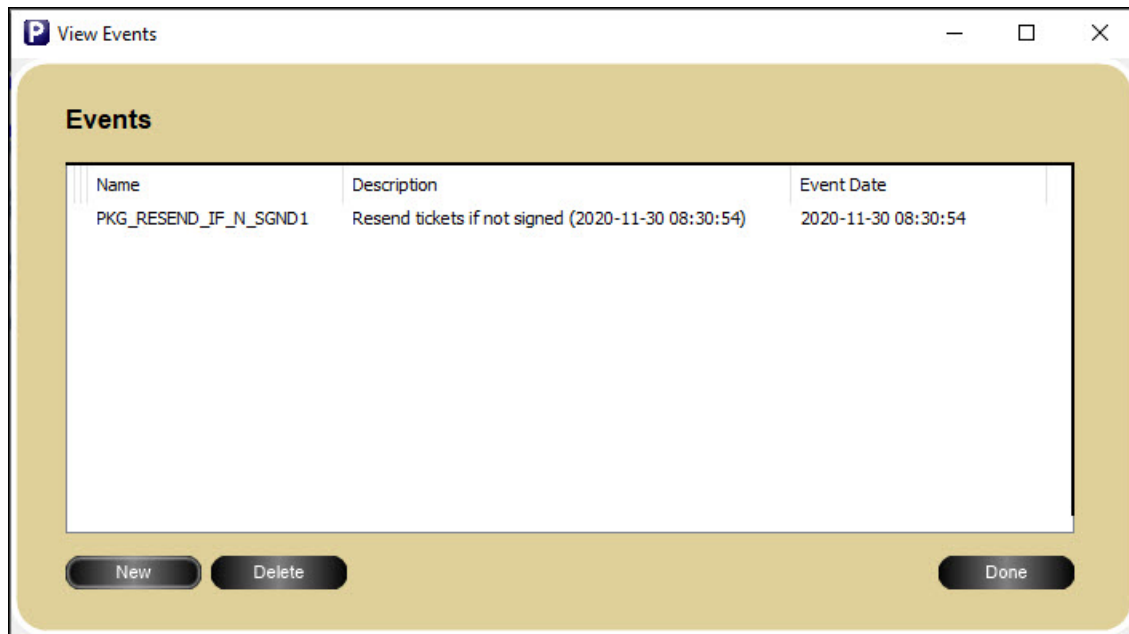 P View Events
Events
Name Description Event Date
PKG_RESEND_IF_N_SGND1 Resend tickets if not signed (2020-11-30 08:30:54) 2020-11-30 08:30:54
New Delete Done